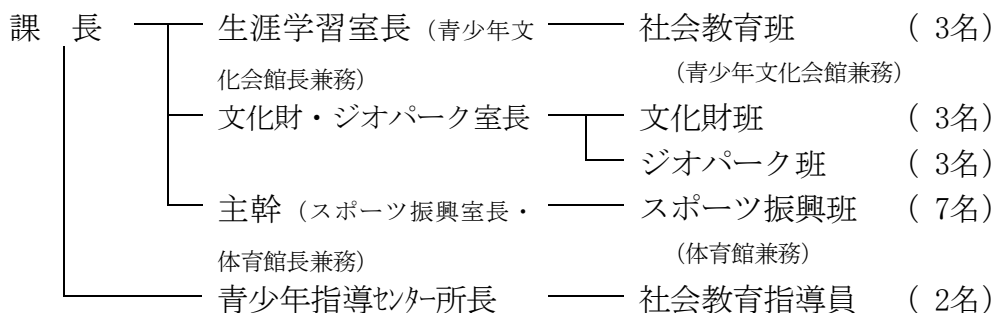 課　長　生涯学習室長（青少年文化会館長兼務）　社会教育班　（ 3名）
（青少年文化会館兼務）
文化財・ジオパーク室長　文化財班　（ 3名）
ジオパーク班　（ 3名）
主幹（スポーツ振興室長・体育館長兼務）　スポーツ振興班　（ 7名）
（体育館兼務）
青少年指導ｾﾝﾀｰ所長　社会教育指導員　（ 2名）